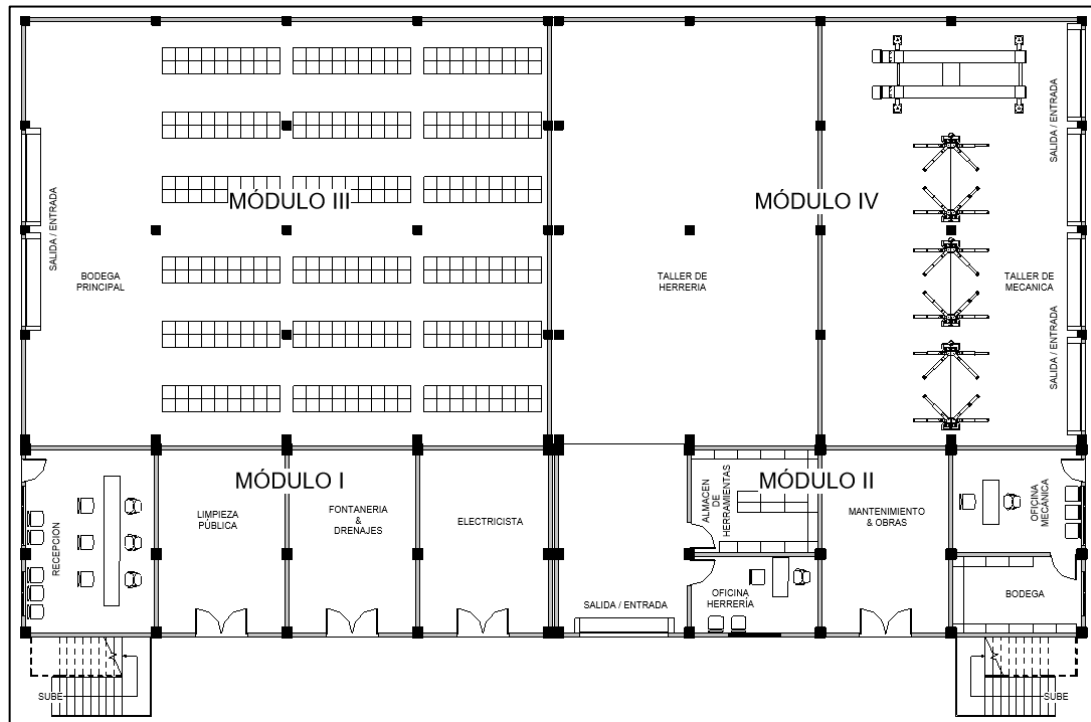 SALIDA / ENTRADA
SALIDA / ENTRADA
MÓDULO III
MÓDULO IV
BODEGA
PRINCIPAL
TALLER DE
HERRERIA
TALLER DE
MECANICA
SALIDA / ENTRADA
MÓDULO I
MÓDULO II
RECEPCION
LIMPIEZA
PÚBLICA
FONTANERIA
& DRENAJES
ELECTRICISTA
ALMACEN
DE
HERRAMIENTAS
MANTENIMIENTO
& OBRAS
OFICINA
MECÁNICA
SALIDA / ENTRADA
OFICINA
HERRERÍA
BODEGA
SUBE
SUBE